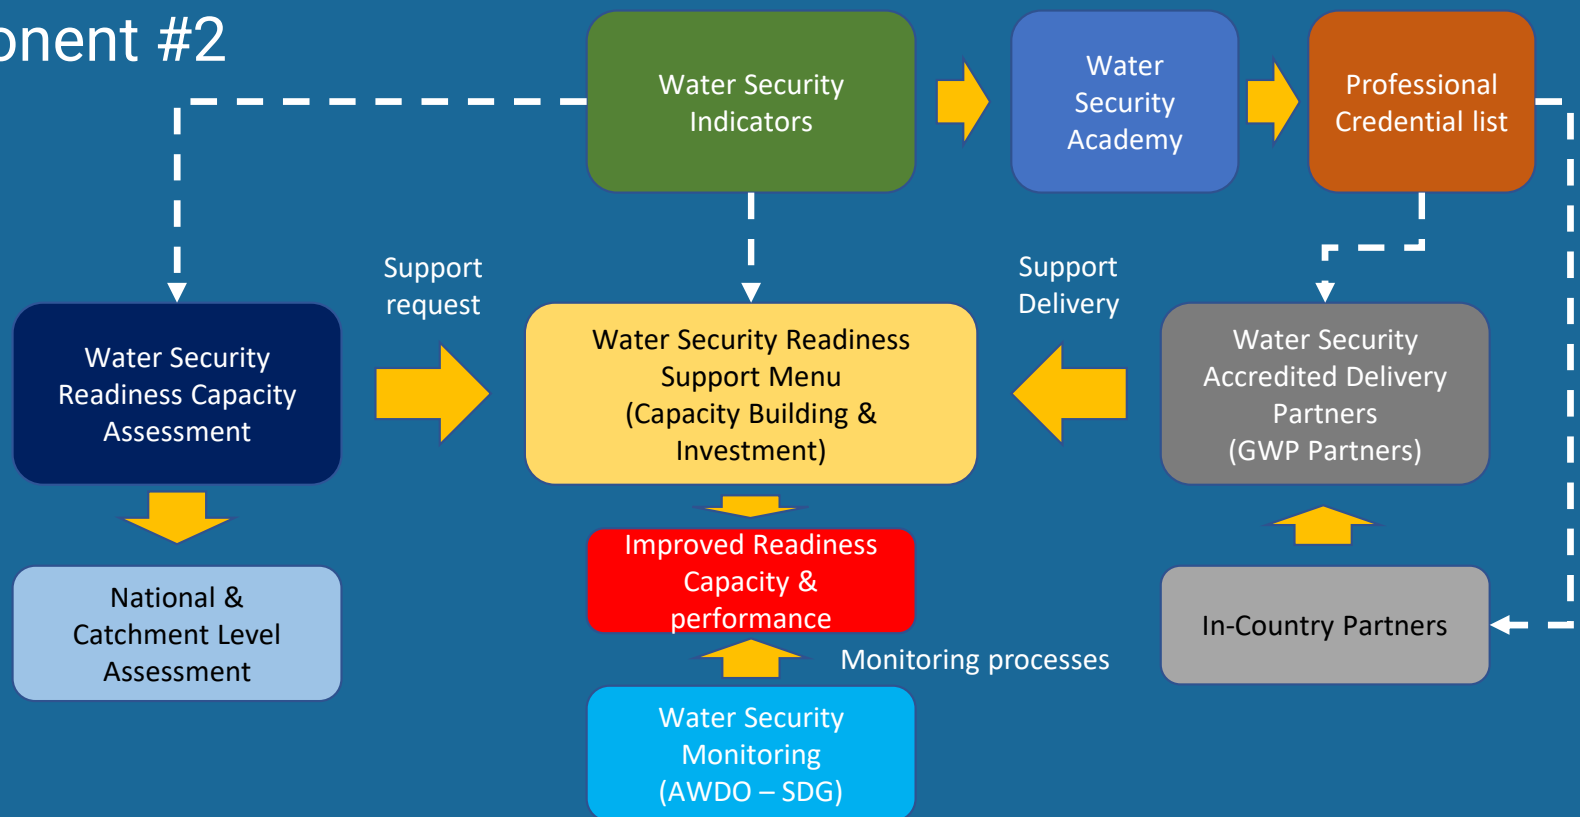 onent #2
Water Security
Indicators
Water
Security
Academy
Professional
Credential list
Support
request
Support
Delivery
Water Security
Readiness Capacity
Assessment
Water Security Readiness
Support Menu
(Capacity Building &
Investment)
Water Security
Accredited Delivery
Partners
(GWP Partners)
National &
Catchment Level
Assessment
Improved Readiness
Capacity &
performance
In-Country Partners
Monitoring processes
Water Security
Monitoring
(AWDO – SDG)